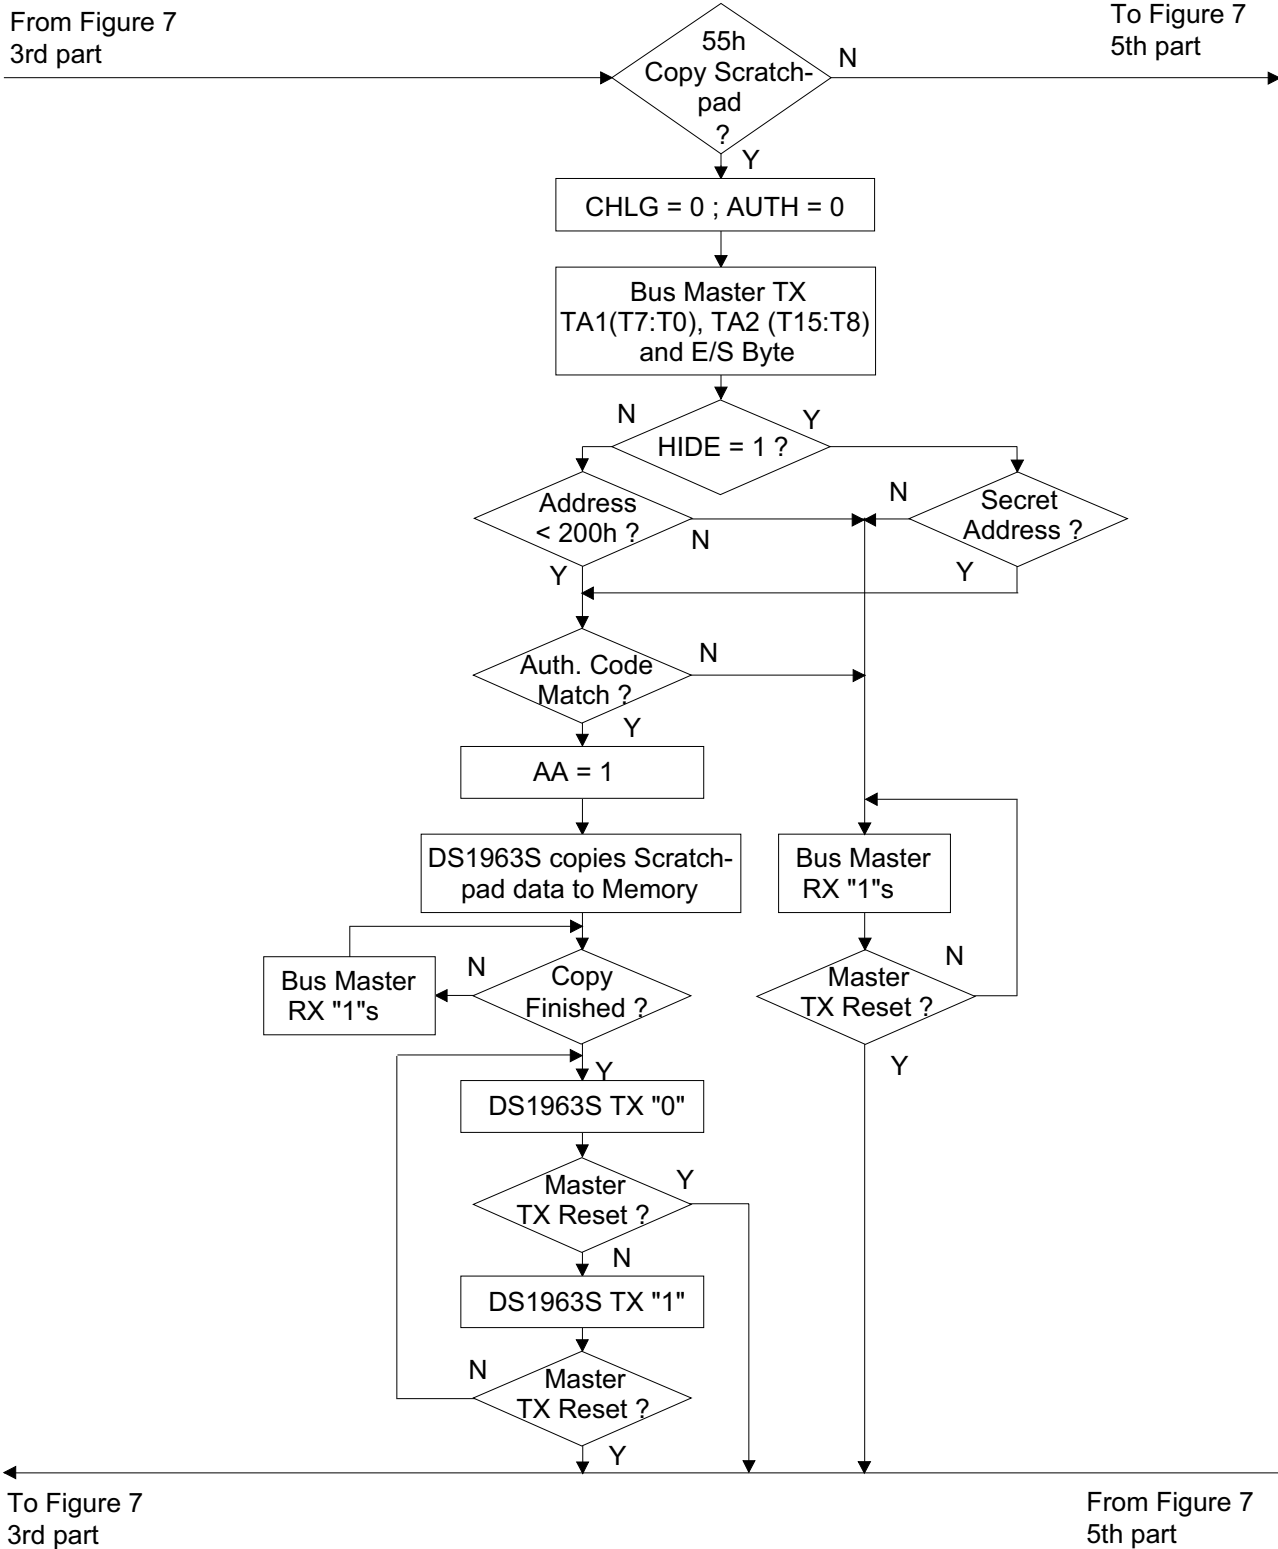 From Figure 7
3rd part
To Figure 7
5th part
55h
Copy Scratch-
pad
?
N
Y
CHLG = 0 ; AUTH = 0
Bus Master TX
TA1(T7:T0), TA2 (T15:T8)
and E/S Byte
N
HIDE = 1 ?
Y
Address
< 200h ?
N
Y
N
Secret
Address ?
Y
Auth. Code
Match ?
N
Y
AA = 1
DS1963S copies Scratch-
pad data to Memory
Bus Master
RX "1"s
Bus Master
RX "1"s
N
Copy
Finished ?
Y
Master
TX Reset ?
N
Y
DS1963S TX "0"
Master
TX Reset ?
Y
N
DS1963S TX "1"
N
Master
TX Reset ?
Y
To Figure 7
3rd part
From Figure 7
5th part